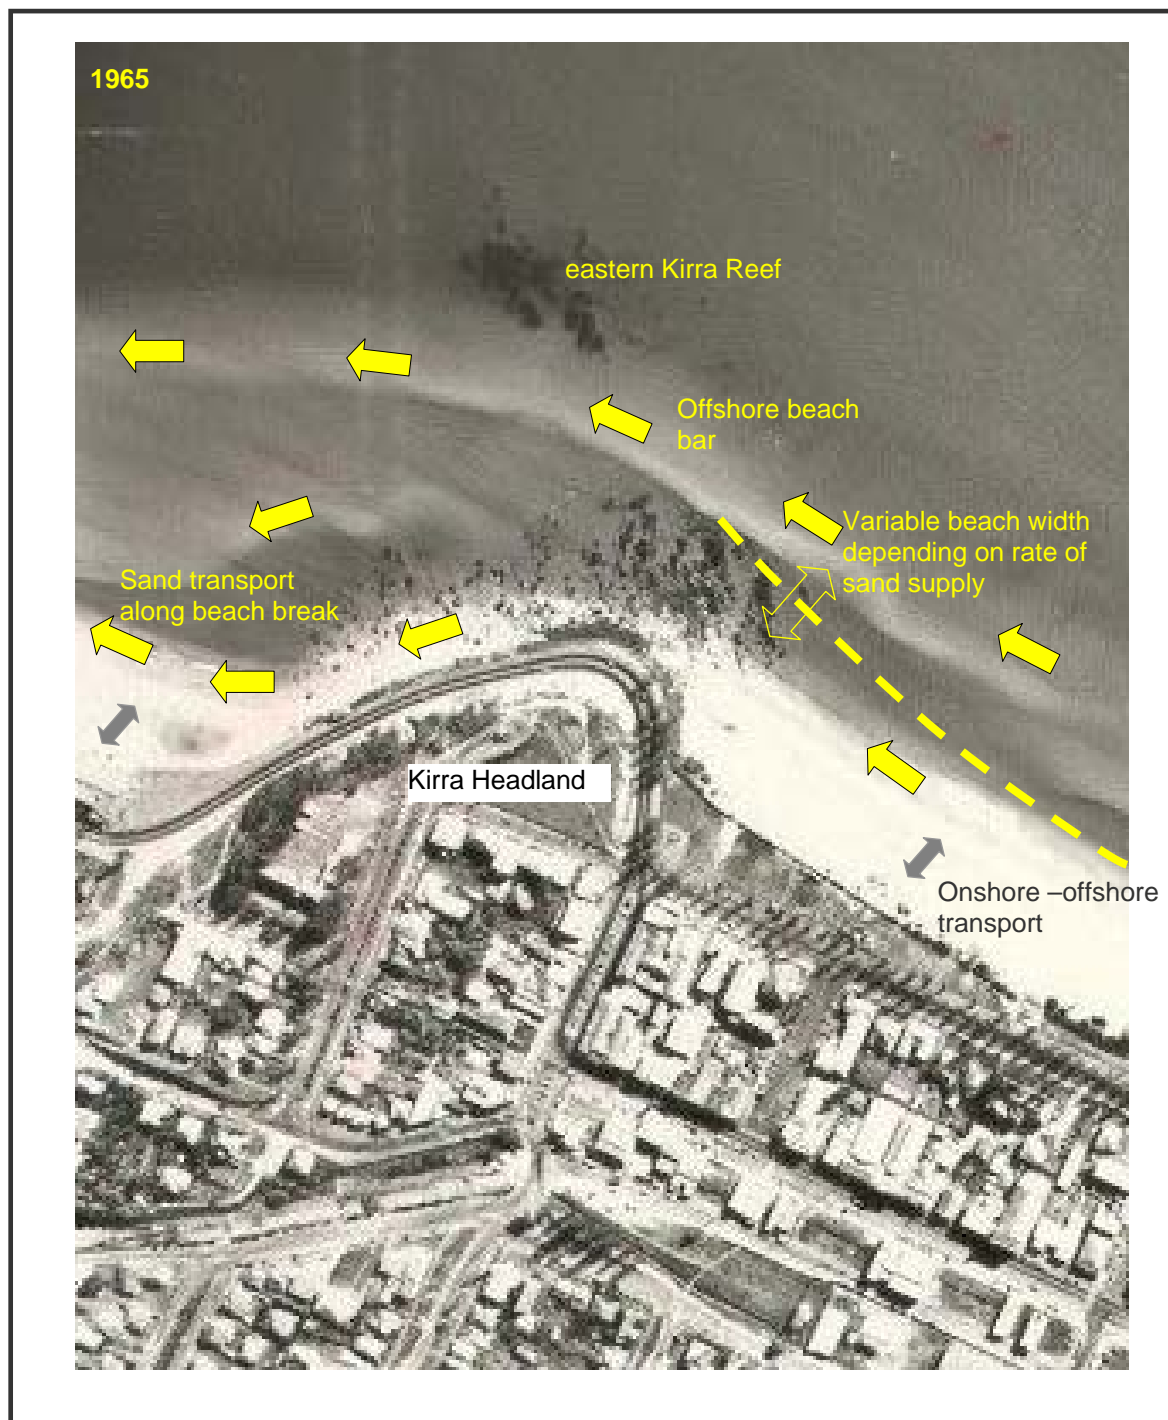 1965
eastern Kirra Reef
Offshore beach
bar
Variable beach width
depending on rate of
sand supply
Sand transport
along beach break
Kirra Headland
Onshore –offshore
transport